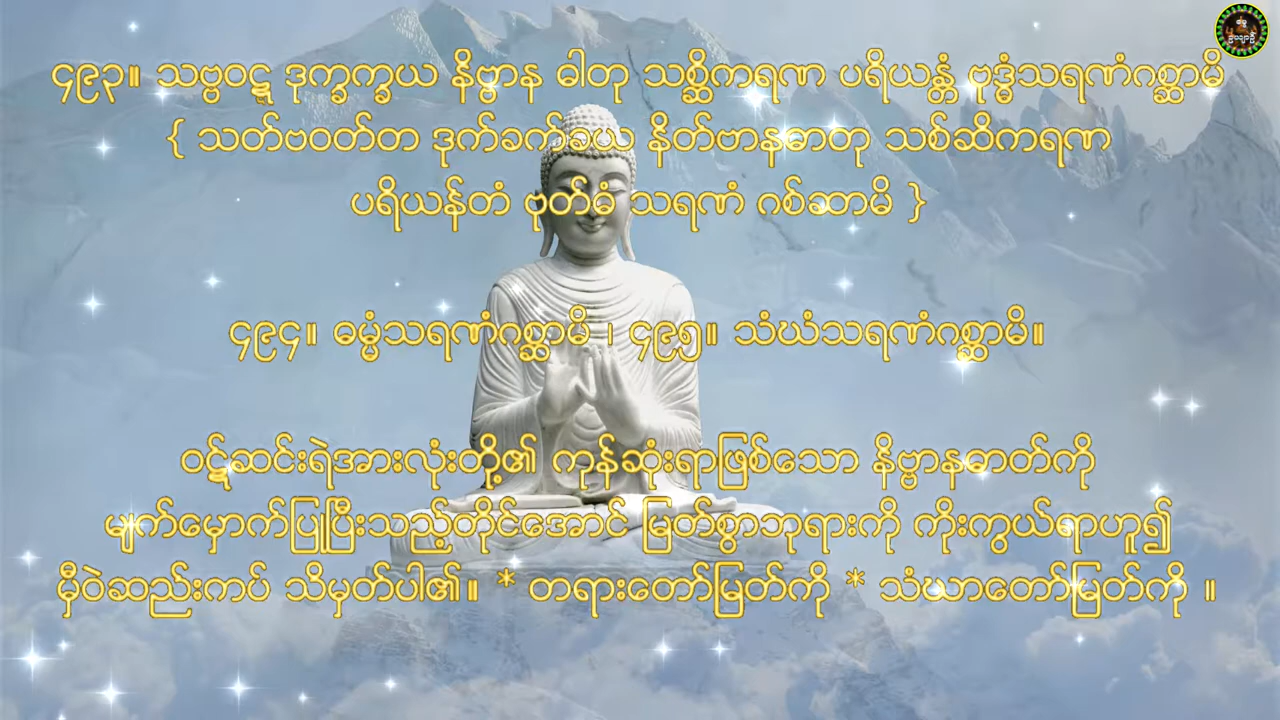 ၄၉၃။ သဗ္ဗဝဋ္ဋ ဒုက္ခက္ခယ နိဗ္ဗာန ဓါတု သစ္ဆိကရဏ ပရိယန္တံ ဗုဒ္ဓံသရဏံဂစ္ဆာမိ
{ သတ်ဗဝတ်တ ဒုက်ခက်ခယ နိတ်ဗာနဓာတု သစ်ဆိကရဏ
ပရိယန်တံ ဗုတ်ဓံ သရဏံ ဂစ်ဆာမိ }
၄၉၄။ ဓမ္မံသရဏံဂစ္ဆာမိ ၊ ၄၉၅။ သံဃံသရဏံဂစ္ဆာမိ။
ဝဋ်ဆင်းရဲအားလုံးတို့၏ ကုန်ဆုံးရာဖြစ်သော နိဗ္ဗာနဓာတ်ကို
မျက်မှောက်ပြုပြီးသည့်တိုင်အောင် မြတ်စွာဘုရားကို ကိုးကွယ်ရာဟူ၍
မှီဝဲဆည်းကပ် သိမှတ်ပါ၏။ * တရားတော်မြတ်ကို * သံဃာတော်မြတ်ကို ။